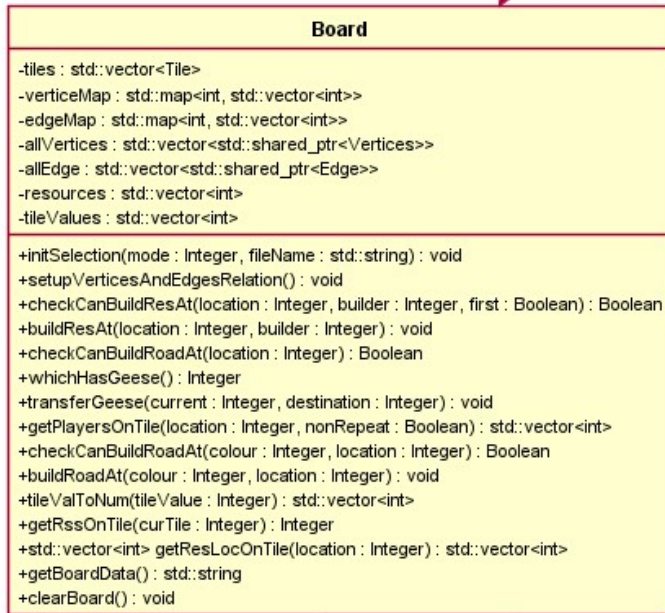 Board
-tiles : std::vector<Tile>
-verticeMap : std::map<int, std::vector<int>>
-edgeMap : std::map<int, std::vector<int>>
-allVertices : std::vector<std::shared_ptr<Vertices>>
-allEdge : std::vector<std::shared_ptr<Edge>>
-resources : std::vector<int>
-tileValues : std::vector<int>
+initSelection(mode : Integer, fileName : std::string) : void
+setupVerticesAndEdgesRelation() : void
+checkCanBuildResAt(location : Integer, builder : Integer, first : Boolean) : Boolean
+buildResAt(location : Integer, builder : Integer) : void
+checkCanBuildRoadAt(location : Integer) : Boolean
+whichHasGeese() : Integer
+transferGeese(current : Integer, destination : Integer) : void
+getPlayersOnTile(location : Integer, nonRepeat : Boolean) : std::vector<int>
+checkCanBuildRoadAt(colour : Integer, location : Integer) : Boolean
+buildRoadAt(colour : Integer, location : Integer) : void
+tileValToNum(tileValue : Integer) : std::vector<int>
+getRssOnTile(curTile : Integer) : Integer
+std::vector<int> getResLocOnTile(location : Integer) : std::vector<int>
+getBoardData() : std::string
+clearBoard() : void